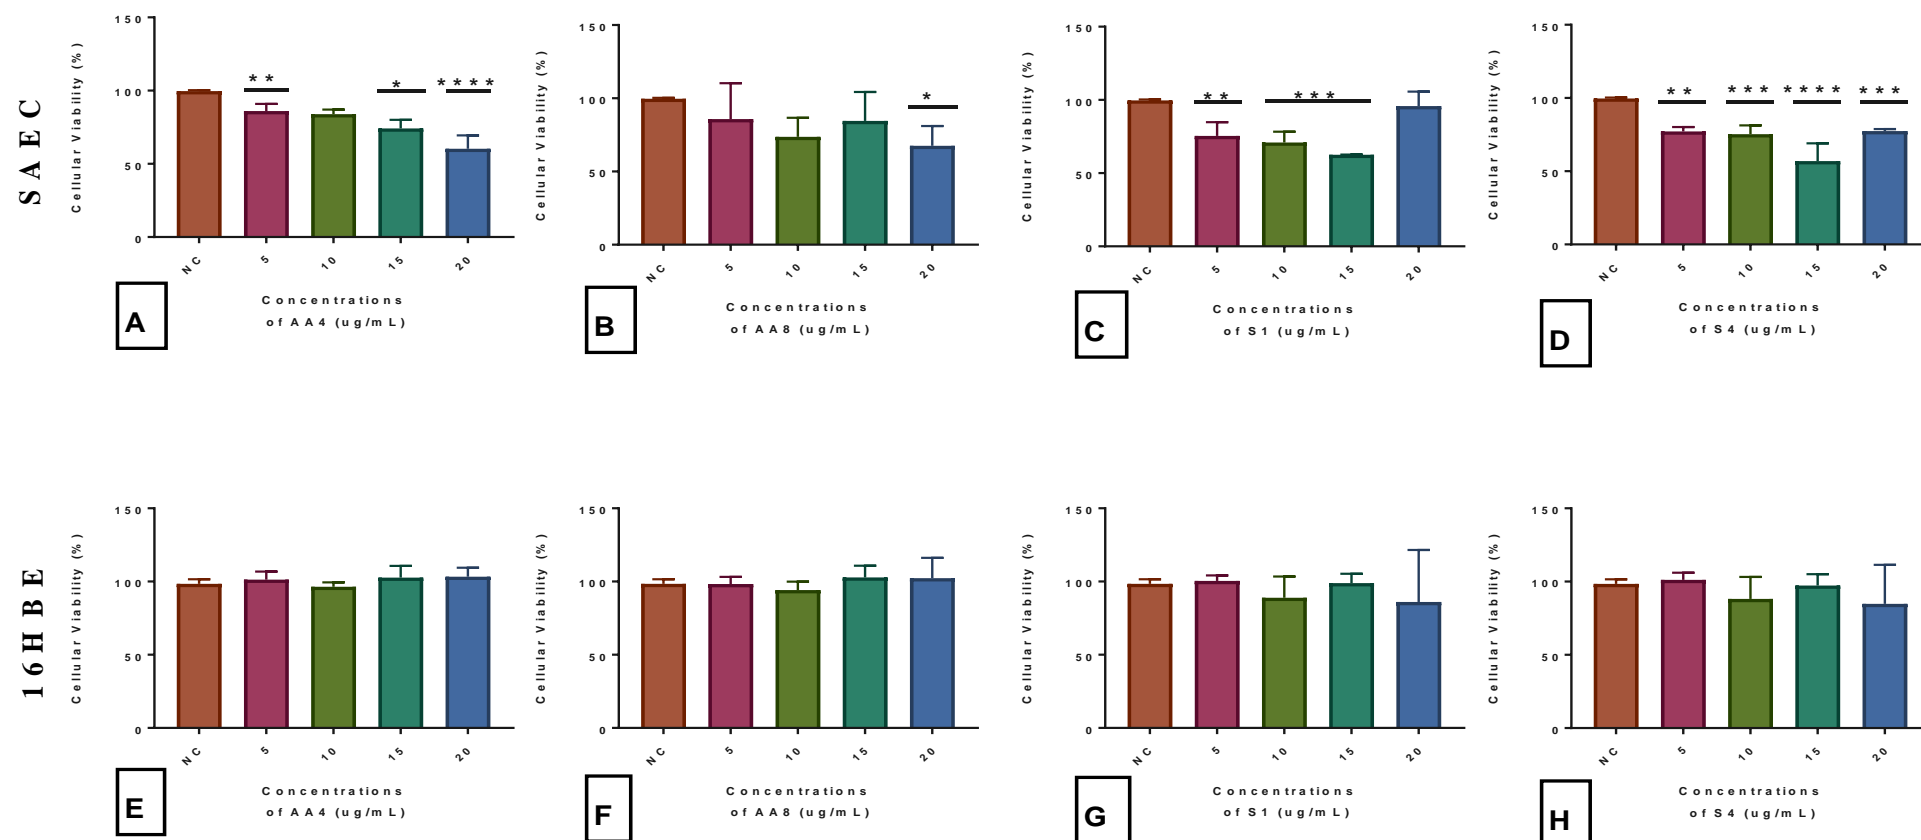 SAEC
Cellular Viability (%)
150
100
50
0
**
*
****
NC
5
10
15
20
Concentrations
of AA4 (ug/mL)
A
Cellular Viability (%)
150
100
50
0
*
NC
5
10
15
20
Concentrations
of AA8 (ug/mL)
B
Cellular Viability (%)
150
100
50
0
**
***
NC
5
10
15
20
Concentrations
of S1 (ug/mL)
C
Cellular Viability (%)
150
100
50
0
**
***
****
***
NC
5
10
15
20
Concentrations
of S4 (ug/mL)
D
16HBE
Cellular Viability (%)
150
100
50
0
NC
5
10
15
20
Concentrations
of AA4 (ug/mL)
E
Cellular Viability (%)
150
100
50
0
NC
5
10
15
20
Concentrations
of AA8 (ug/mL)
F
Cellular Viability (%)
150
100
50
0
NC
5
10
15
20
Concentrations
of S1 (ug/mL)
G
Cellular Viability (%)
150
100
50
0
NC
5
10
15
20
Concentrations
of S4 (ug/mL)
H